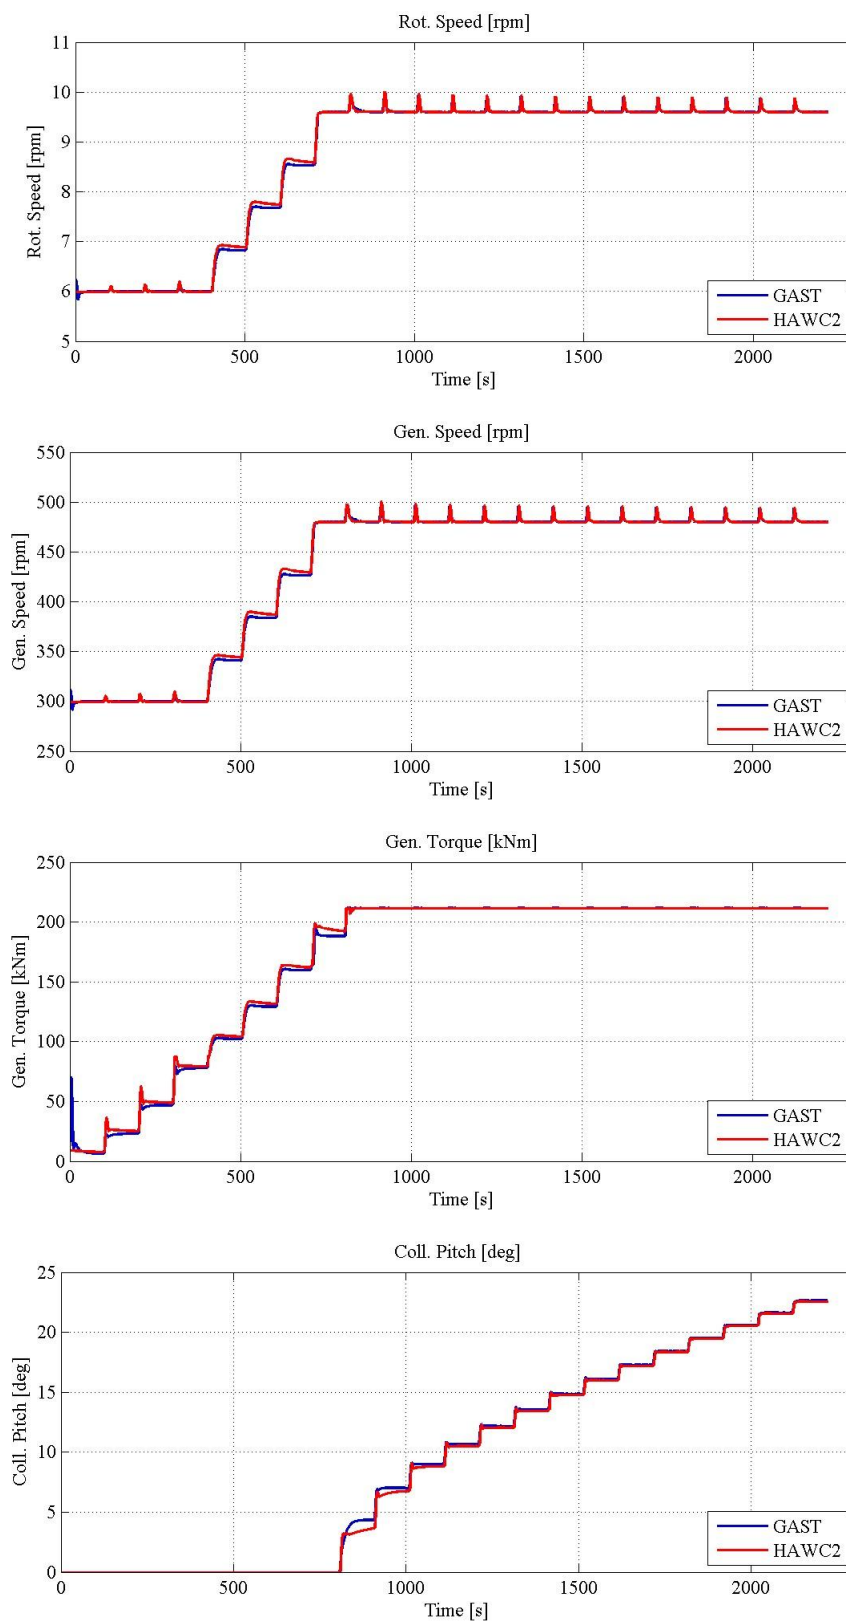 Rot. Speed [rpm]
11
10
9
8
7
6
5
Rot. Speed [rpm]
GAST
HAWC2
0
500
1000
1500
2000
Time [s]
Gen. Speed [rpm]
550
500
450
400
350
300
250
Gen. Speed [rpm]
GAST
HAWC2
0
500
1000
1500
2000
Time [s]
Gen. Torque [kNm]
250
200
150
100
50
0
Gen. Torque [kNm]
GAST
HAWC2
0
500
1000
1500
2000
Time [s]
Coll. Pitch [deg]
25
20
15
10
5
0
Coll. Pitch [deg]
GAST
HAWC2
0
500
1000
1500
2000
Time [s]